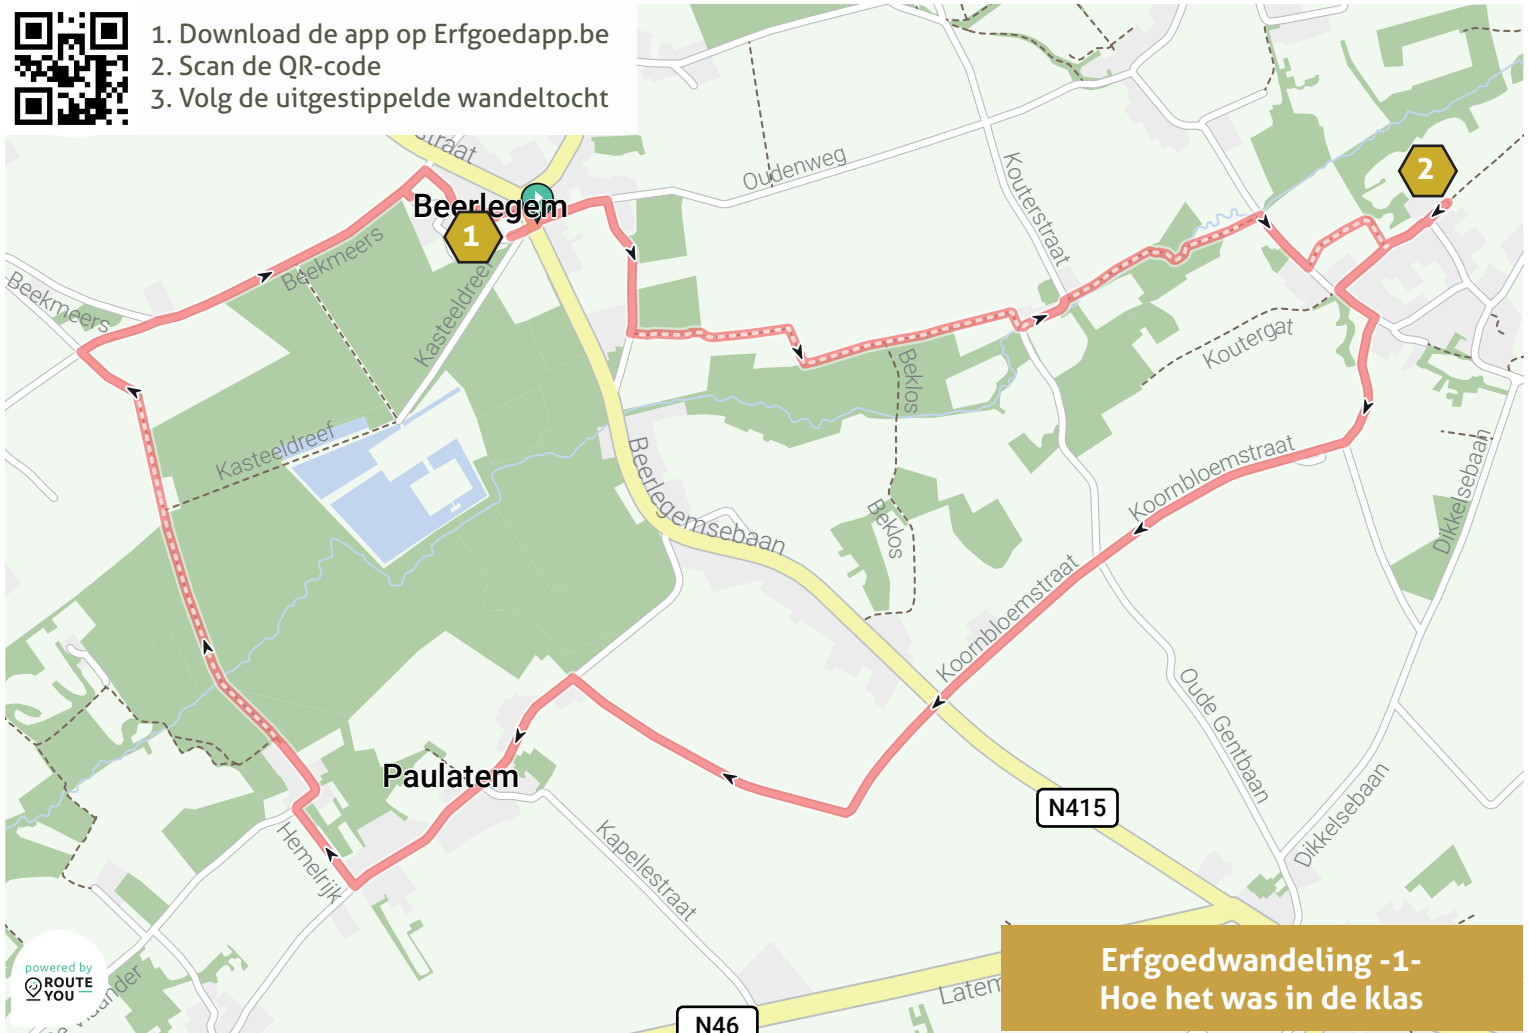 1. Download de app op Erfgoedapp.be
2. Scan de QR-code
3. Volg de uitgestippelde wandeltocht
straat
Oudenweg
Kouterstraat
2
Beerlegem
1
Beekmeers
Beekmeers
Kasteeldreef
Kasteeldreef
Koutergat
Beklos
Beklos
Beerlegemsebaan
Koornbloemstraat
Koornbloemstraat
Dikkelsebaan
Dikkelsebaan
Oude Gentbaan
Paulatem
N415
Hemelrijk
Kapellestraat
Latem
N46
powered by
ROUTE
YOU
Erfgoedwandeling -1-
Hoe het was in de klas